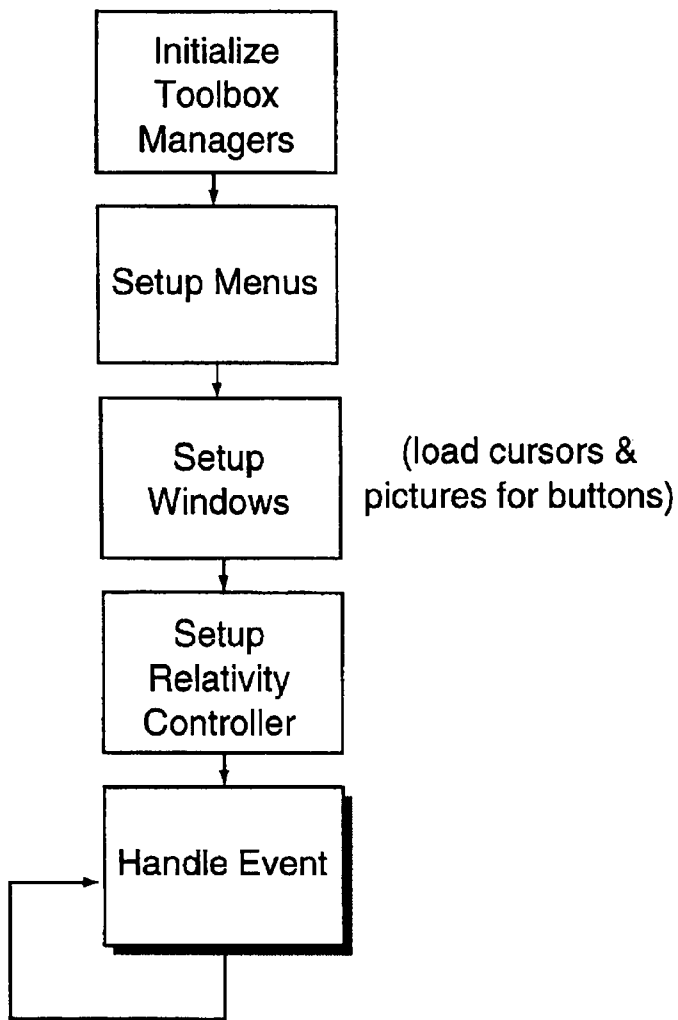 Initialize
Toolbox
Managers
Setup Menus
Setup
Windows
(load cursors &
pictures for buttons)
Setup
Relativity
Controller
Handle Event